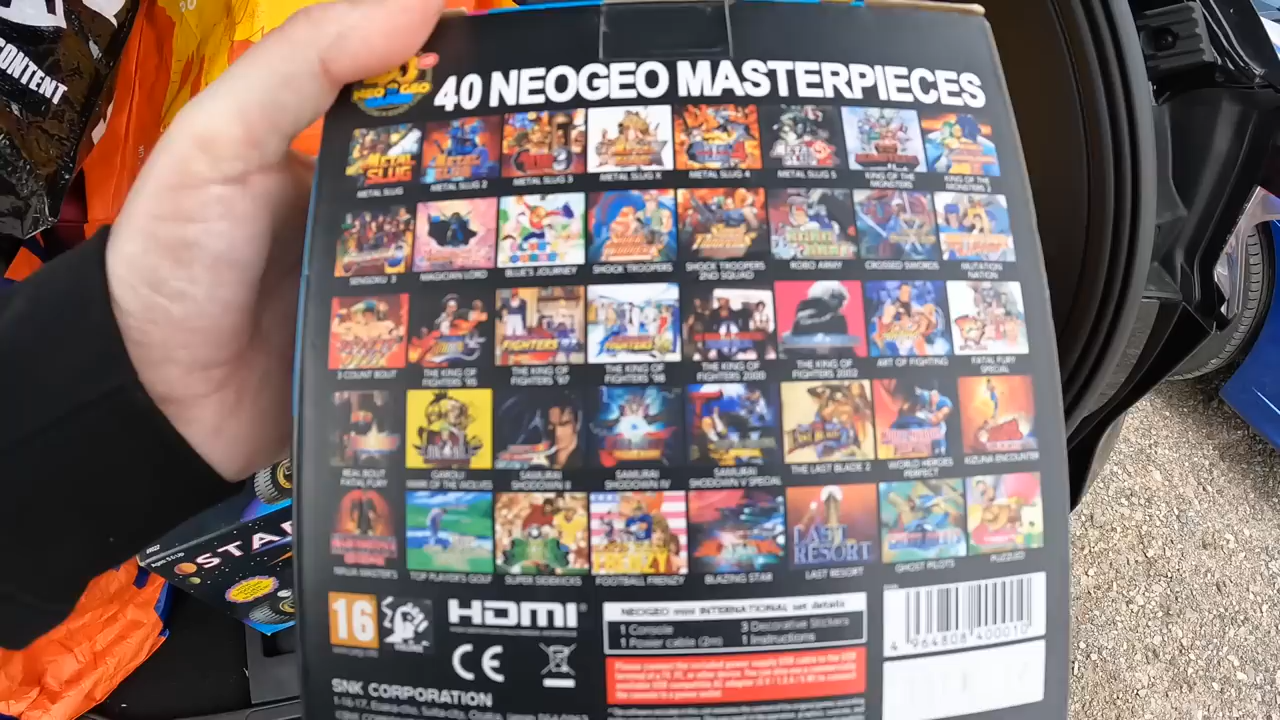 CONTENT
NEO GEO
40 NEOGEO MASTERPIECES
METAL SLUG
METAL SLUG 2
METAL SLUG 3
METAL SLUG X
METAL SLUG 4
METAL SLUG 5
KING OF THE
MONSTERS
KING OF THE
MONSTERS 2
SENGOKU 3
MAGICIAN LORD
BLUE'S JOURNEY
SHOCK TROOPERS
SHOCK TROOPERS
2ND SQUAD
ROBO ARMY
CROSSED SWORDS
MUTATION
NATION
3 COUNT BOUT
THE KING OF
FIGHTERS '95
THE KING OF
FIGHTERS '97
THE KING OF
FIGHTERS '98
THE KING OF
FIGHTERS 2000
THE KING OF
FIGHTERS 2002
ART OF FIGHTING
FATAL FURY
SPECIAL
REAL BOUT
FATAL FURY
GAROU
MARK OF THE WOLVES
SAMURAI
SHODOWN II
SAMURAI
SHODOWN IV
SAMURAI
SHODOWN V SPECIAL
THE LAST BLADE 2
WORLD HEROES
PERFECT
KIZUNA ENCOUNTER
NINJA MASTER'S
TOP PLAYER'S GOLF
SUPER SIDEKICKS
FOOTBALL FRENZY
BLAZING STAR
LAST RESORT
GHOST PILOTS
PUZZLED
STA
16
HDMI
CE
NEOGEO mini INTERNATIONAL set details
1 Console
3 Decorative Stickers
1 Power cable (2m)
1 Instructions
4 964808 400010
SNK CORPORATION